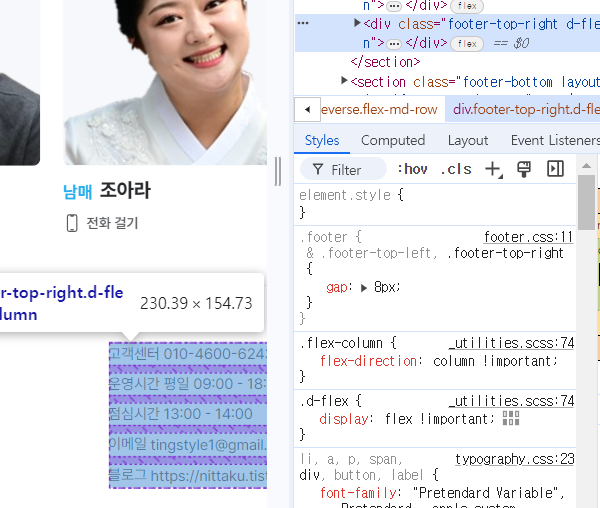 남매 조아라
전화 걸기
r-top-right.d-fle
lumn
230.39 × 154.73
고객센터 010-4600-624
운영시간 평일 09:00 - 18:
점심시간 13:00 - 14:00
이메일 tingstyle1@gmail.
블로그 https://nittaku.tist
n"> ⋯ </div> flex
<div class="footer-top-right d-fle
n"> ⋯ </div> flex == $0
</section>
<section class="footer-bottom layou
everse.flex-md-row div.footer-top-right.d-fle
Styles Computed Layout Event Listeners
Filter :hov .cls
element.style {
}
.footer { footer.css:11
& .footer-top-left, .footer-top-right
{
gap: ▶ 8px;
}
}
.flex-column { _utilities.scss:74
flex-direction: column !important;
}
.d-flex { _utilities.scss:74
display: flex !important;
}
li, a, p, span, typography.css:23
div, button, label {
font-family: "Pretendard Variable",